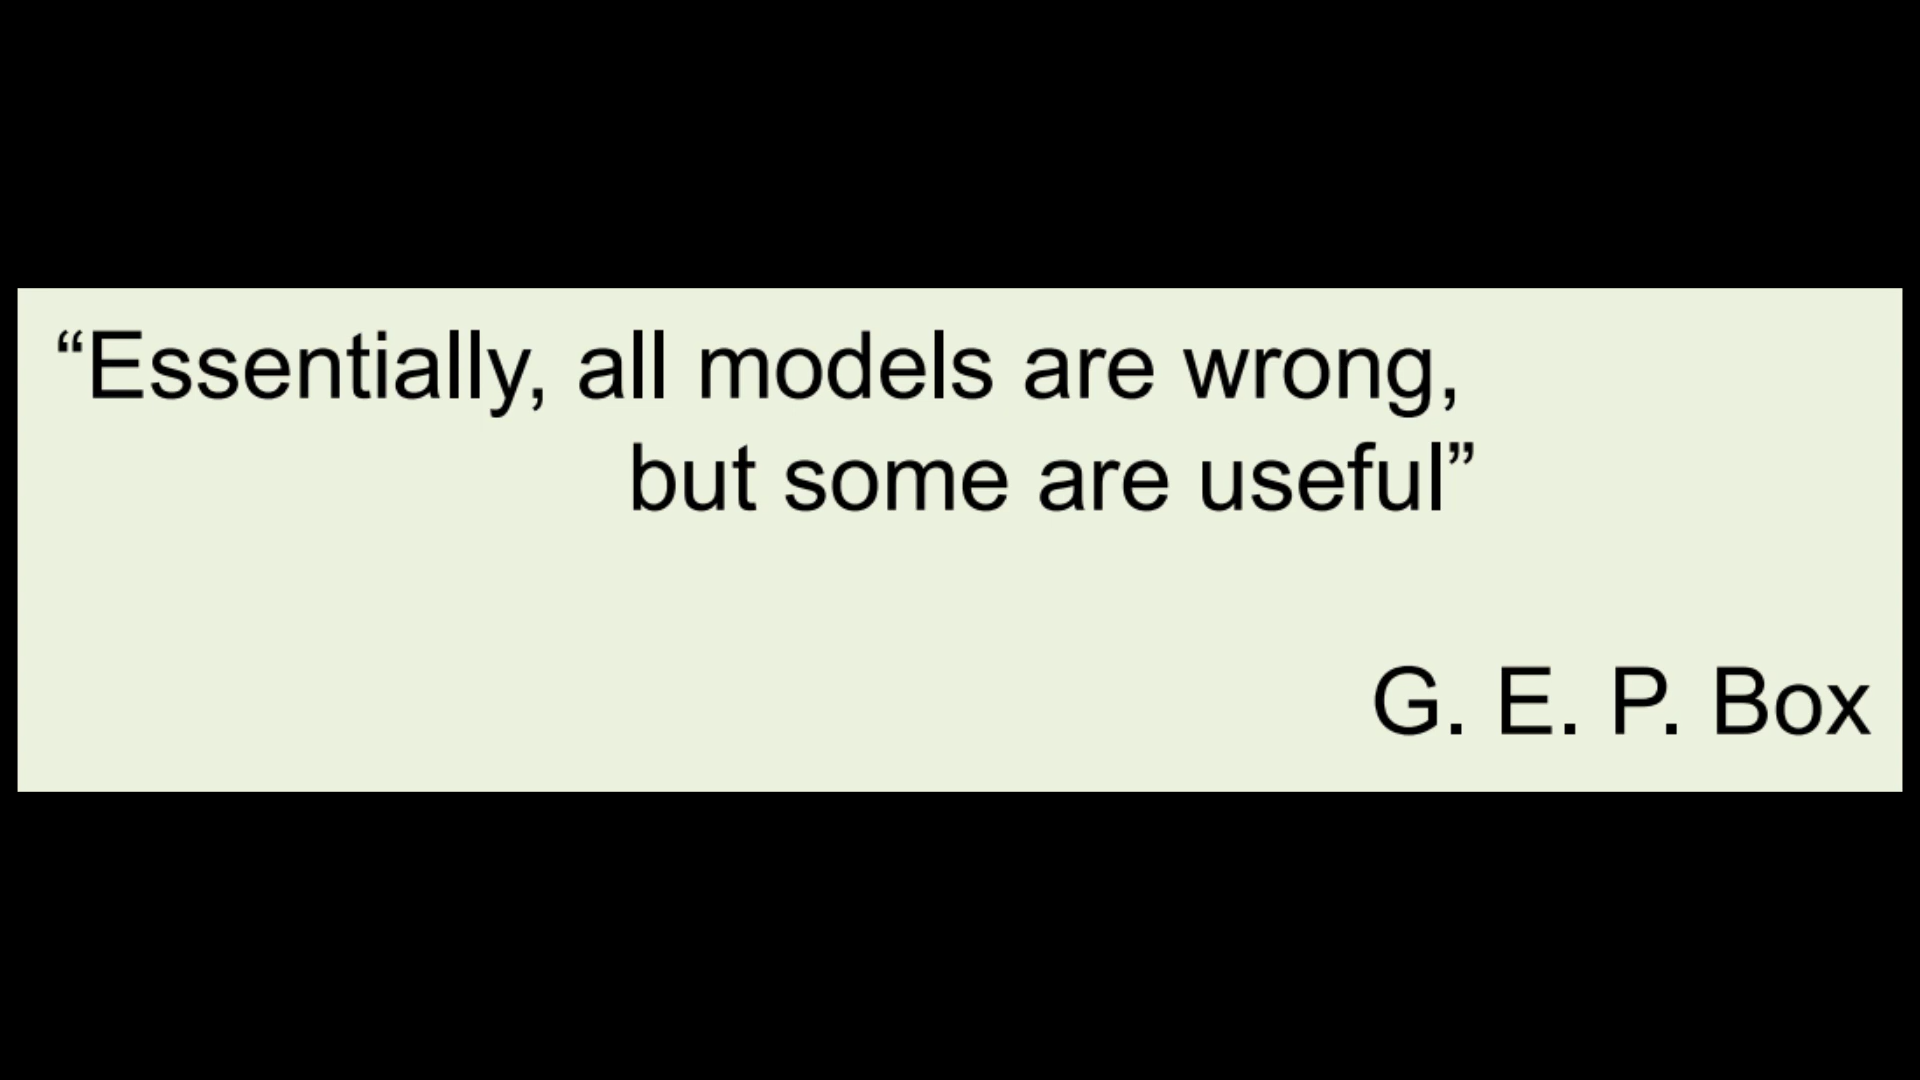 “Essentially, all models are wrong,
but some are useful”
G. E. P. Box